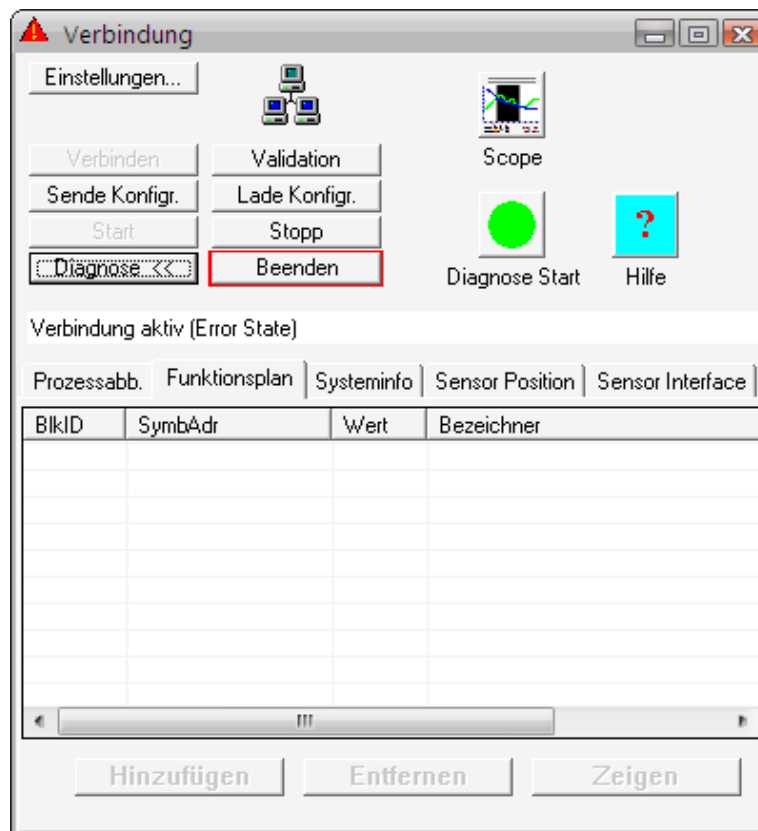 Verbindung
Einstellungen...
Verbinden
Validation
Scope
Sende Konfigr.
Lade Konfigr.
Start
Stopp
Diagnose <<
Beenden
Diagnose Start
?
Hilfe
Verbindung aktiv (Error State)
Prozessabb. Funktionsplan Systeminfo Sensor Position Sensor Interface
BlkID SymbAdr Wert Bezeichner
Hinzufügen Entfernen Zeigen